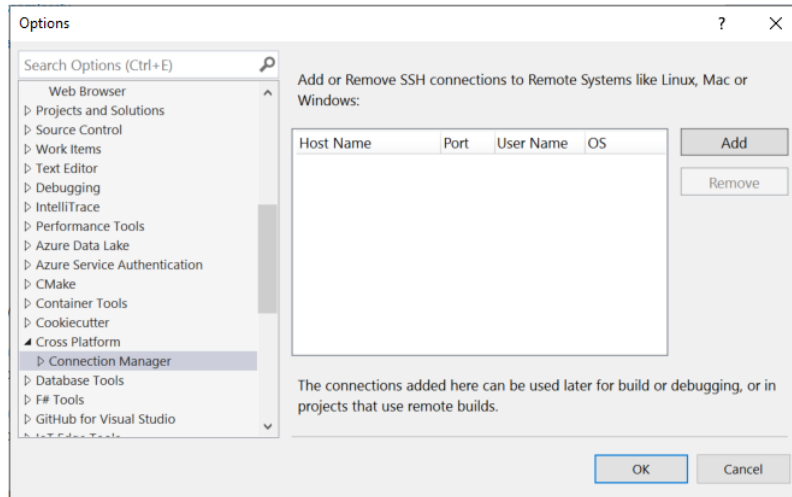 Options
?
Search Options (Ctrl+E)
Web Browser
Projects and Solutions
Source Control
Work Items
Text Editor
Debugging
IntelliTrace
Performance Tools
Azure Data Lake
Azure Service Authentication
CMake
Container Tools
Cookiecutter
Cross Platform
Connection Manager
Database Tools
F# Tools
GitHub for Visual Studio
IoT Edge Tools
Add or Remove SSH connections to Remote Systems like Linux, Mac or
Windows:
Host Name Port User Name OS
Add
Remove
The connections added here can be used later for build or debugging, or in
projects that use remote builds.
OK
Cancel